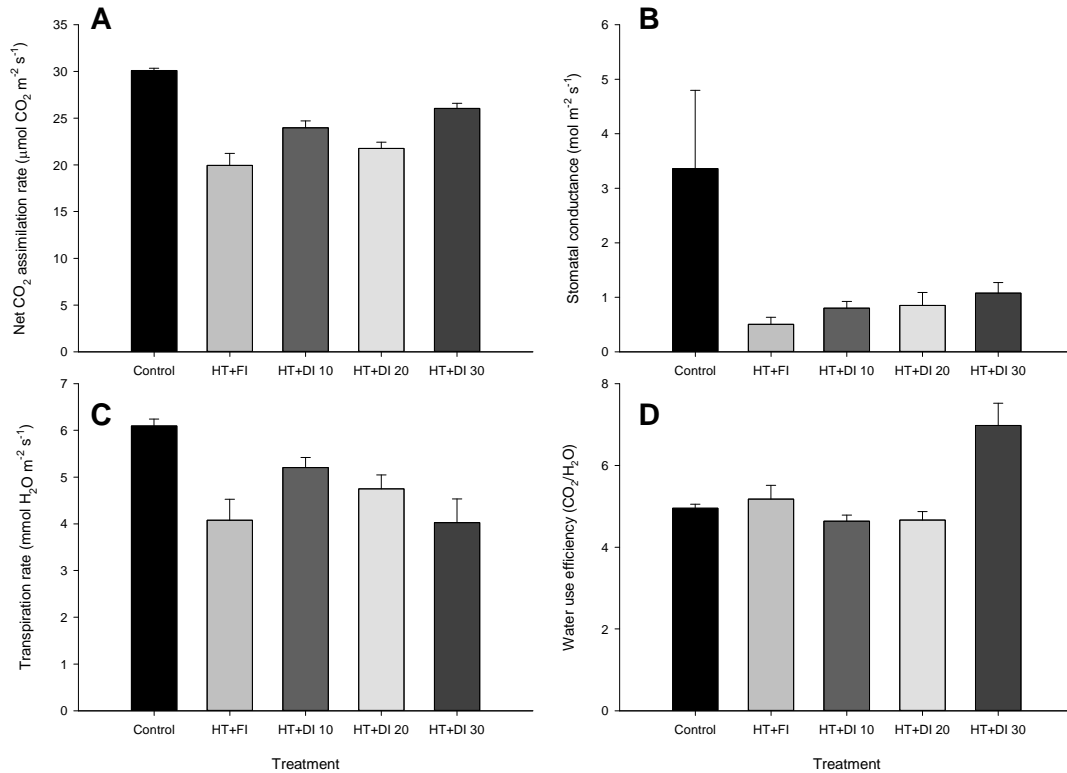 A
Net CO₂ assimilation rate (μmol CO₂ m⁻² s⁻¹)
35
30
25
20
15
10
5
0
Control HT+FI HT+DI 10 HT+DI 20 HT+DI 30
B
Stomatal conductance (mol m⁻² s⁻¹)
6
5
4
3
2
1
0
Control HT+FI HT+DI 10 HT+DI 20 HT+DI 30
C
Transpiration rate (mmol H₂O m⁻² s⁻¹)
7
6
5
4
3
2
1
0
Control HT+FI HT+DI 10 HT+DI 20 HT+DI 30
Treatment
D
Water use efficiency (CO₂/H₂O)
8
6
4
2
0
Control HT+FI HT+DI 10 HT+DI 20 HT+DI 30
Treatment